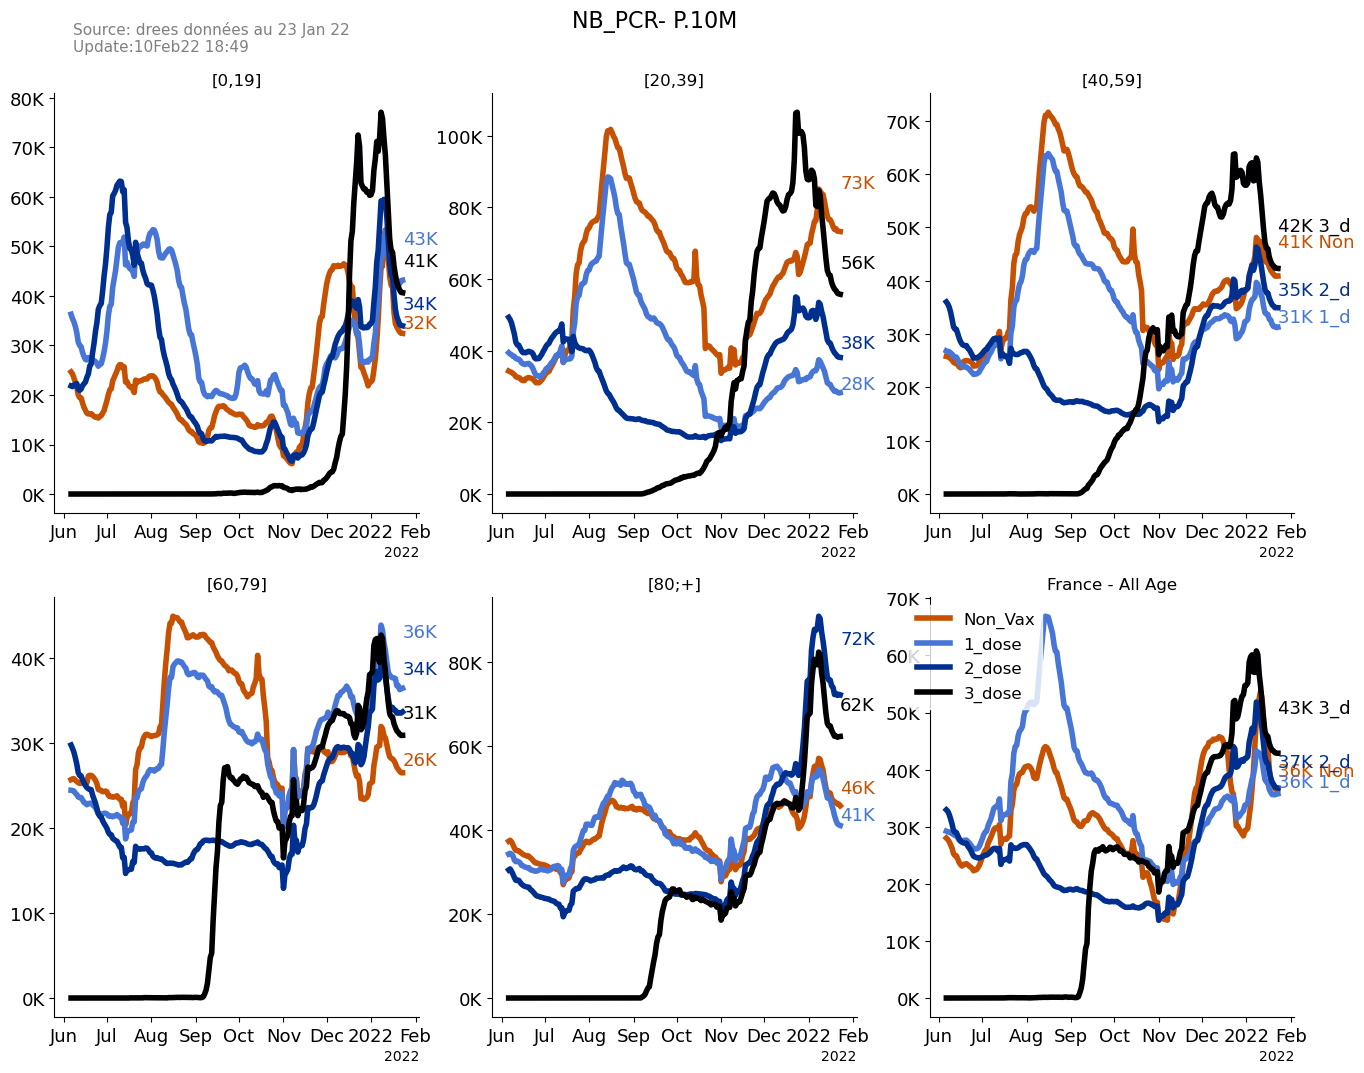 NB_PCR- P.10M
Source: drees données au 23 Jan 22
Update:10Feb22 18:49
[0,19]
80K
70K
60K
50K
40K
30K
20K
10K
0K
43K
41K
34K
32K
Jun Jul Aug Sep Oct Nov Dec 2022 Feb
2022
[20,39]
100K
80K
60K
40K
20K
0K
73K
56K
38K
28K
Jun Jul Aug Sep Oct Nov Dec 2022 Feb
2022
[40,59]
70K
60K
50K
40K
30K
20K
10K
0K
42K 3_d
41K Non
35K 2_d
31K 1_d
Jun Jul Aug Sep Oct Nov Dec 2022 Feb
2022
[60,79]
40K
30K
20K
10K
0K
36K
34K
31K
26K
Jun Jul Aug Sep Oct Nov Dec 2022 Feb
2022
[80;+]
80K
60K
40K
20K
0K
72K
62K
46K
41K
Jun Jul Aug Sep Oct Nov Dec 2022 Feb
2022
France - All Age
70K
60K
50K
40K
30K
20K
10K
0K
Non_Vax
1_dose
2_dose
3_dose
43K 3_d
37K 2_d
36K Non
36K 1_d
Jun Jul Aug Sep Oct Nov Dec 2022 Feb
2022